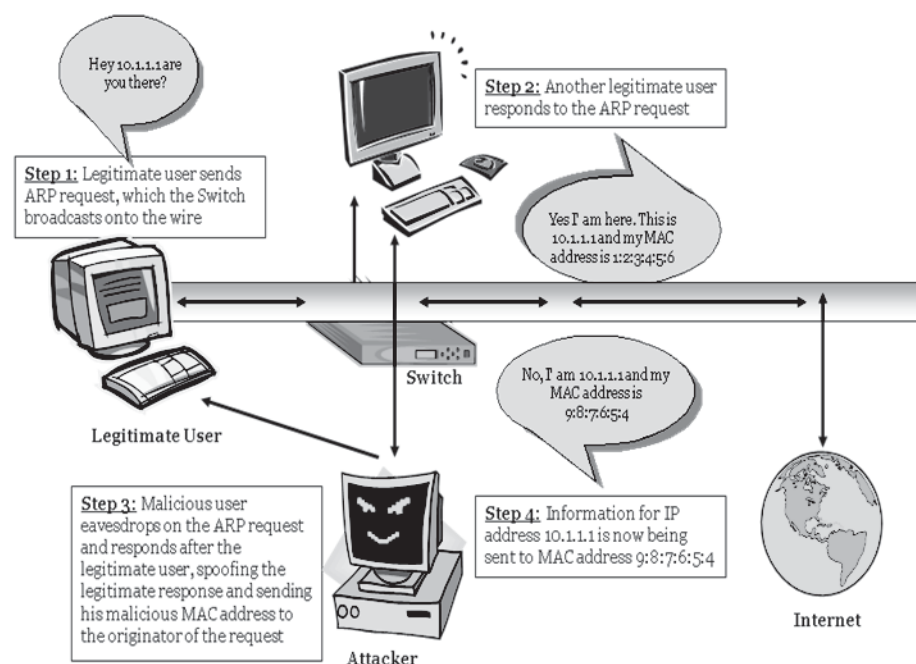 Hey 10.1.1.1 are
you there?
Step 1: Legitimate user sends
ARP request, which the Switch
broadcasts onto the wire
Step 2: Another legitimate user
responds to the ARP request
Yes I' am here. This is
10.1.1.1 and my MAC
address is 1:2:3:4:5:6
Switch
Legitimate User
No, I' am 10.1.1.1 and my
MAC address is
9:8:7:6:5:4
Step 3: Malicious user
eavesdrops on the ARP request
and responds after the
legitimate user, spoofing the
legitimate response and sending
his malicious MAC address to
the originator of the request
Step 4: Information for IP
address 10.1.1.1 is now being
sent to MAC address 9:8:7:6:5:4
Attacker
Internet